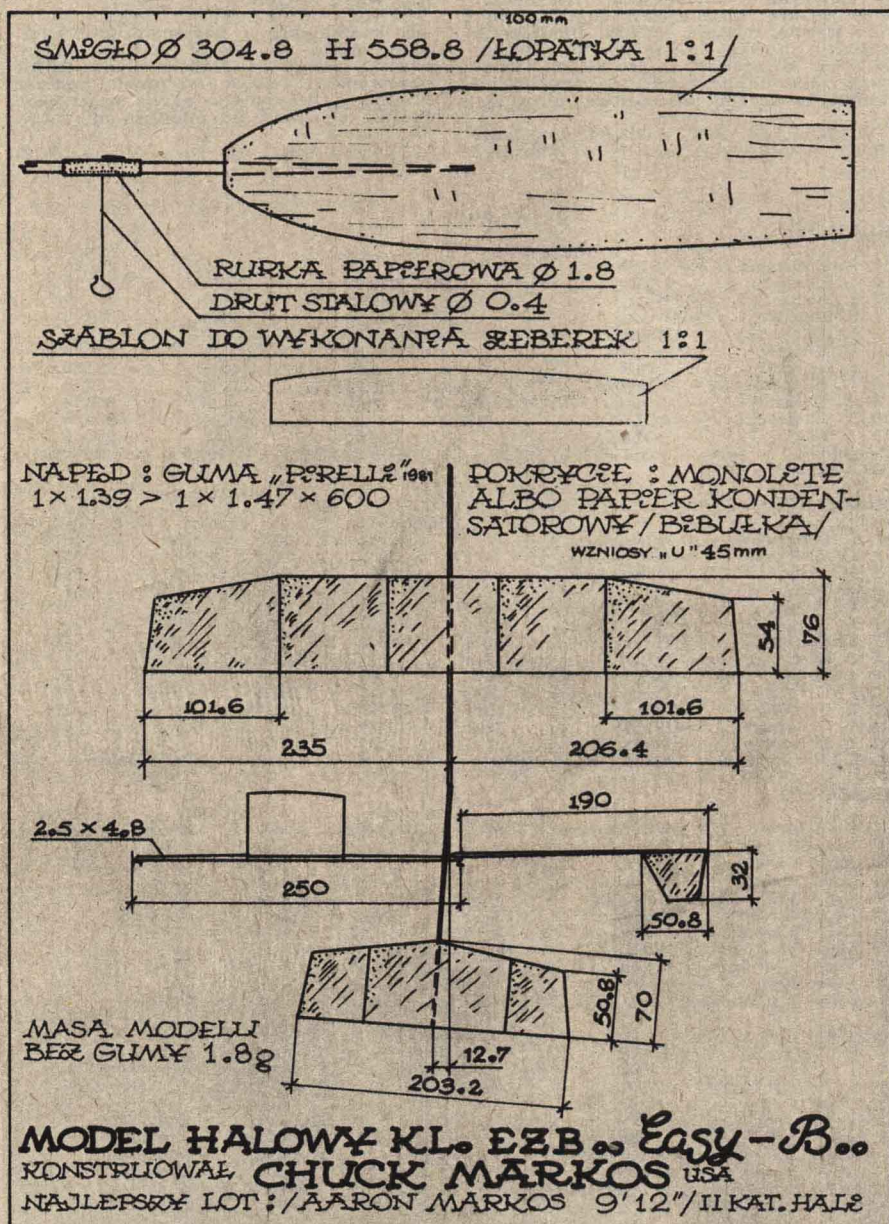 100 mm
ŚMIGŁO Ø 304.8 H 558.8 /ŁOPATKA 1:1/
RURKA PAPIEROWA Ø 1.8
DRUT STALOWY Ø 0.4
SZABLON DO WYKONANIA ŻEBEREK 1:1
NAPĘD : GUMA „PIRELLI” 1981
1 × 1.39 > 1 × 1.47 × 600
POKRYCIE : MONOLITE
ALBO PAPIER KONDEN-
SATOROWY /BIBUŁKA/
WZNIOSY „U” 45 mm
54
76
101.6
101.6
235
206.4
190
2.5 × 4.8
250
32
50.8
50.8
70
MASA MODELU
BEZ GUMY 1.8g
12.7
203.2
MODEL HALOWY KL. EZB.. Easy-B..
KONSTRUOWAŁ CHUCK MARKOS USA
NAJLEPSZY LOT : /AARON MARKOS 9'12"/II KAT. HALI